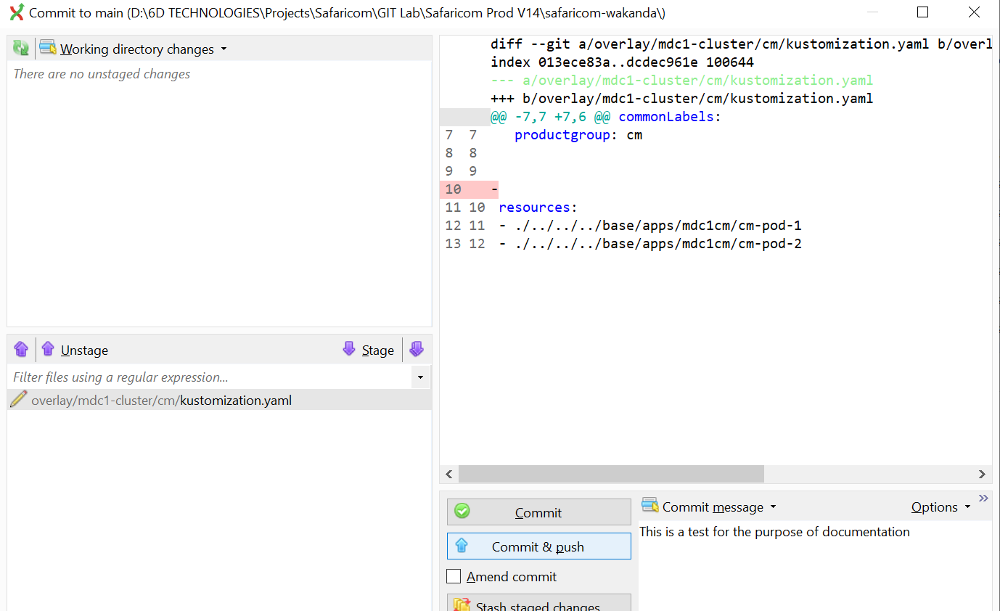 Commit to main (D:\6D TECHNOLOGIES\Projects\Safaricom\GIT Lab\Safaricom Prod V14\safaricom-wakanda\)
Working directory changes
There are no unstaged changes
Unstage
Stage
Filter files using a regular expression...
overlay/mdc1-cluster/cm/kustomization.yaml
diff --git a/overlay/mdc1-cluster/cm/kustomization.yaml b/overl
index 013ece83a..dcdec961e 100644
--- a/overlay/mdc1-cluster/cm/kustomization.yaml
+++ b/overlay/mdc1-cluster/cm/kustomization.yaml
@@ -7,7 +7,6 @@ commonLabels:
7 7 productgroup: cm
8 8
9 9
10 -
11 10 resources:
12 11 - ./../../../base/apps/mdc1cm/cm-pod-1
13 12 - ./../../../base/apps/mdc1cm/cm-pod-2
Commit
Commit & push
Amend commit
Stash staged changes
Commit message
Options
This is a test for the purpose of documentation